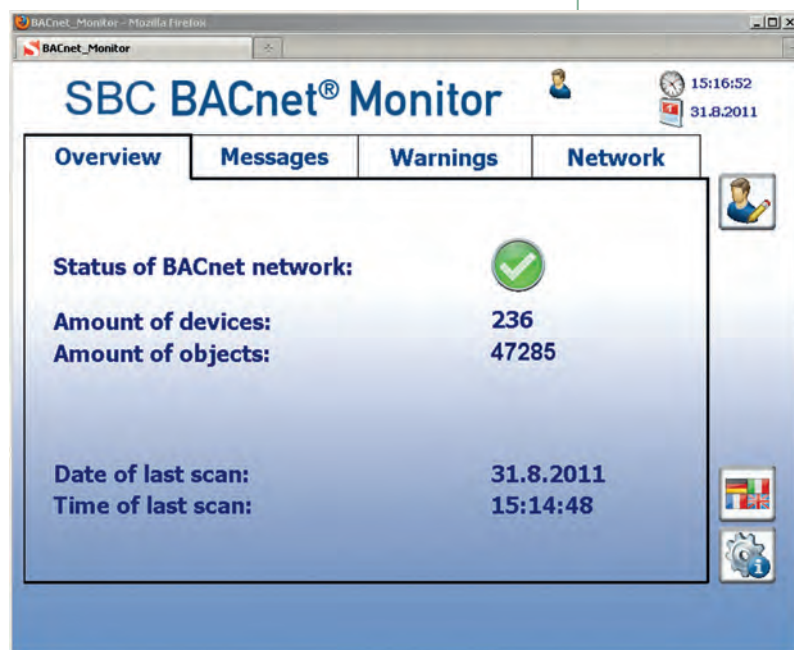 BACnet_Monitor - Mozilla Firefox
BACnet_Monitor
SBC BACnet® Monitor
15:16:52
31.8.2011
Overview Messages Warnings Network
Status of BACnet network:
Amount of devices: 236
Amount of objects: 47285
Date of last scan: 31.8.2011
Time of last scan: 15:14:48